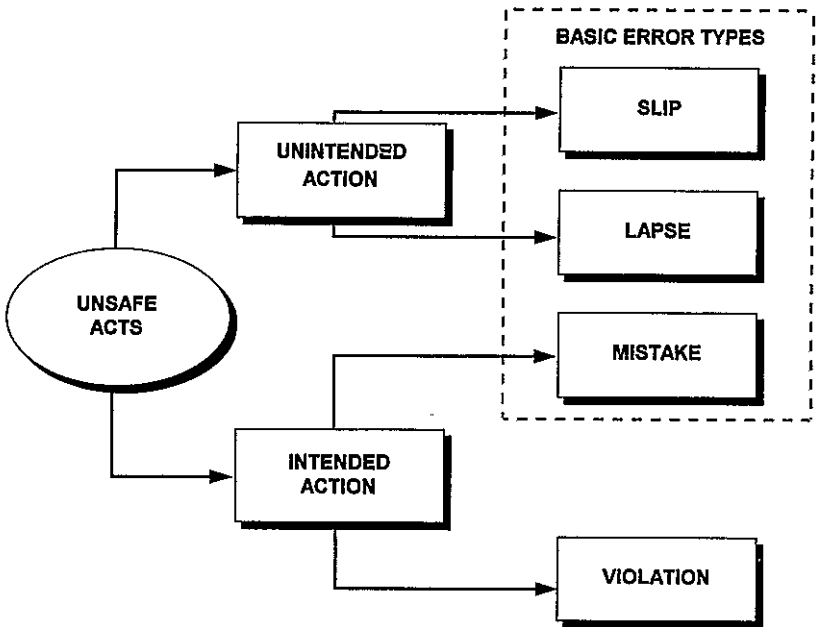 BASIC ERROR TYPES
SLIP
UNINTENDED
ACTION
LAPSE
UNSAFE
ACTS
MISTAKE
INTENDED
ACTION
VIOLATION